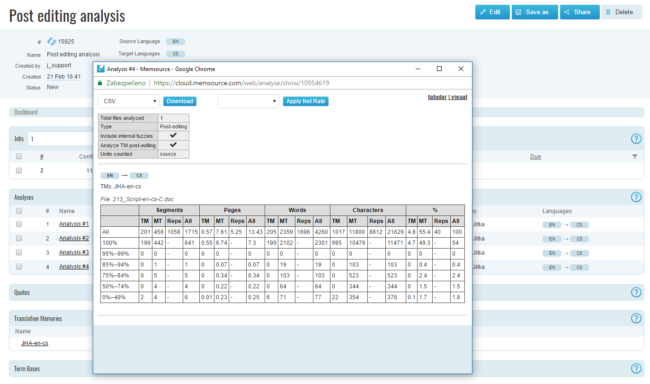 Post editing analysis
Edit
Save as
Share
Delete
# 15925
Name Post editing analysis
Created by j_support
Created 21 Feb 16:41
Status New
Source Language EN
Target Languages CS
Analysis #4 - Memsource - Google Chrome
Zabezpečeno | https://cloud.memsource.com/web/analyse/show/10954619
CSV Download Apply Net Rate
tabular | visual
Total files analyzed 1
Type Post-editing
Include internal fuzzies
Analyze TM post-editing
Units counted source
EN → CS
TMs: JHA-en-cs
File: 213_Script-en-cs-C.doc
Segments Pages Words Characters %
TM MT Reps All TM MT Reps All TM MT Reps All TM MT Reps All TM MT Reps All
All 201 456 1058 1715 0.57 7.61 5.25 13.43 205 2359 1696 4260 1017 11800 8812 21629 4.8 55.4 40 100
100% 199 442 - 641 0.55 6.74 - 7.3 199 2102 - 2301 995 10476 - 11471 4.7 49.3 - 54
95%–99% 0 0 - 0 0 0 - 0 0 0 - 0 0 0 - 0 0 0 - 0
85%–94% 0 1 - 1 0 0.07 - 0.07 0 19 - 19 0 103 - 103 0 0.4 - 0.4
75%–84% 0 5 - 5 0 0.34 - 0.34 0 103 - 103 0 523 - 523 0 2.4 - 2.4
50%–74% 0 4 - 4 0 0.22 - 0.22 0 64 - 64 0 344 - 344 0 1.5 - 1.5
0%–49% 2 4 - 6 0.01 0.23 - 0.25 6 71 - 77 22 354 - 376 0.1 1.7 - 1.8
Dashboard
Jobs 1 ?
# Due
2
Analyses ?
# Name Languages
1 Analysis #1 Jitka EN → CS
2 Analysis #2 Jitka EN → CS
3 Analysis #3 Jitka EN → CS
4 Analysis #4 Jitka EN → CS
Quotes ?
Translation Memories ?
Name
JHA-en-cs
Term Bases ?